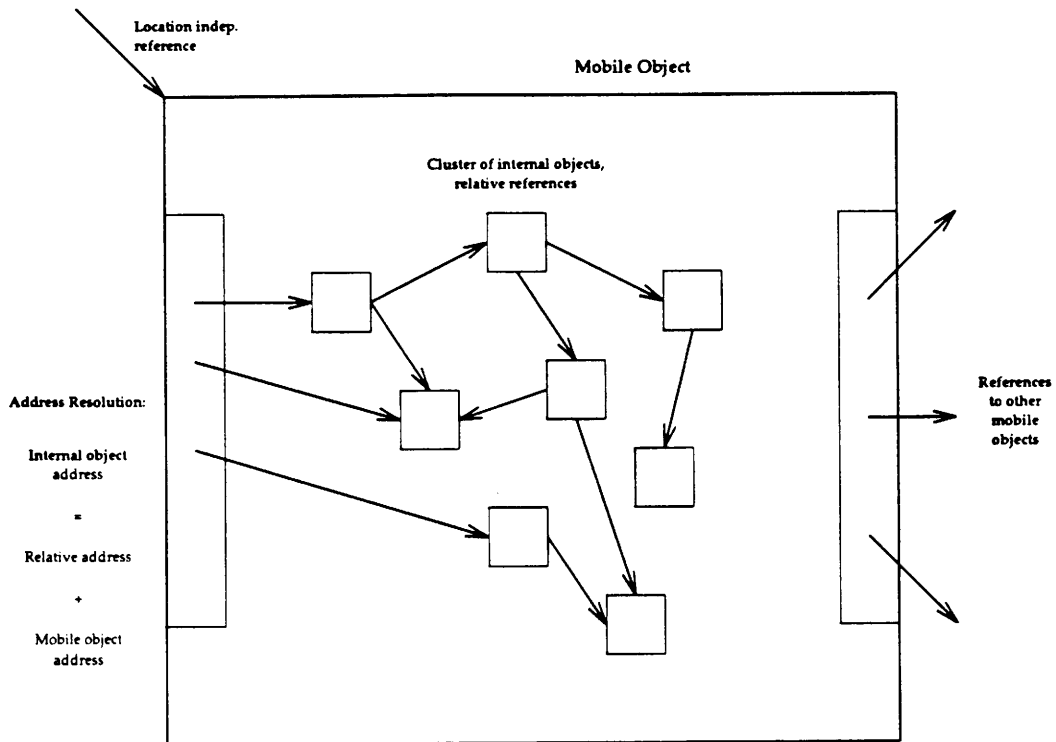 Location indep.
reference
Mobile Object
Cluster of internal objects,
relative references
Address Resolution:
Internal object
address
=
Relative address
+
Mobile object
address
References
to other
mobile
objects